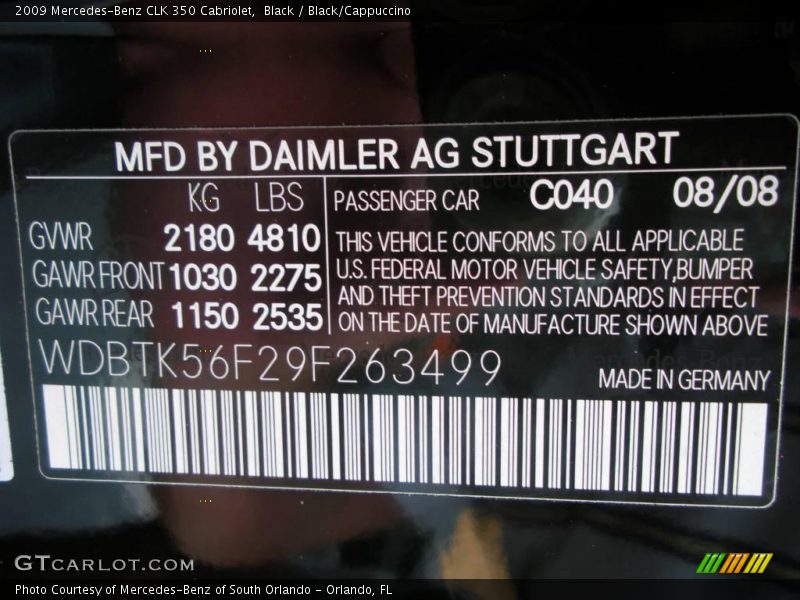 2009 Mercedes-Benz CLK 350 Cabriolet,  Black / Black/Cappuccino
MFD BY DAIMLER AG STUTTGART
KG LBS
GVWR 2180 4810
GAWR FRONT 1030 2275
GAWR REAR 1150 2535
PASSENGER CAR C040 08/08
THIS VEHICLE CONFORMS TO ALL APPLICABLE
U.S. FEDERAL MOTOR VEHICLE SAFETY,BUMPER
AND THEFT PREVENTION STANDARDS IN EFFECT
ON THE DATE OF MANUFACTURE SHOWN ABOVE
WDBTK56F29F263499
MADE IN GERMANY
GTCARLOT.COM
Photo Courtesy of Mercedes-Benz of South Orlando - Orlando, FL